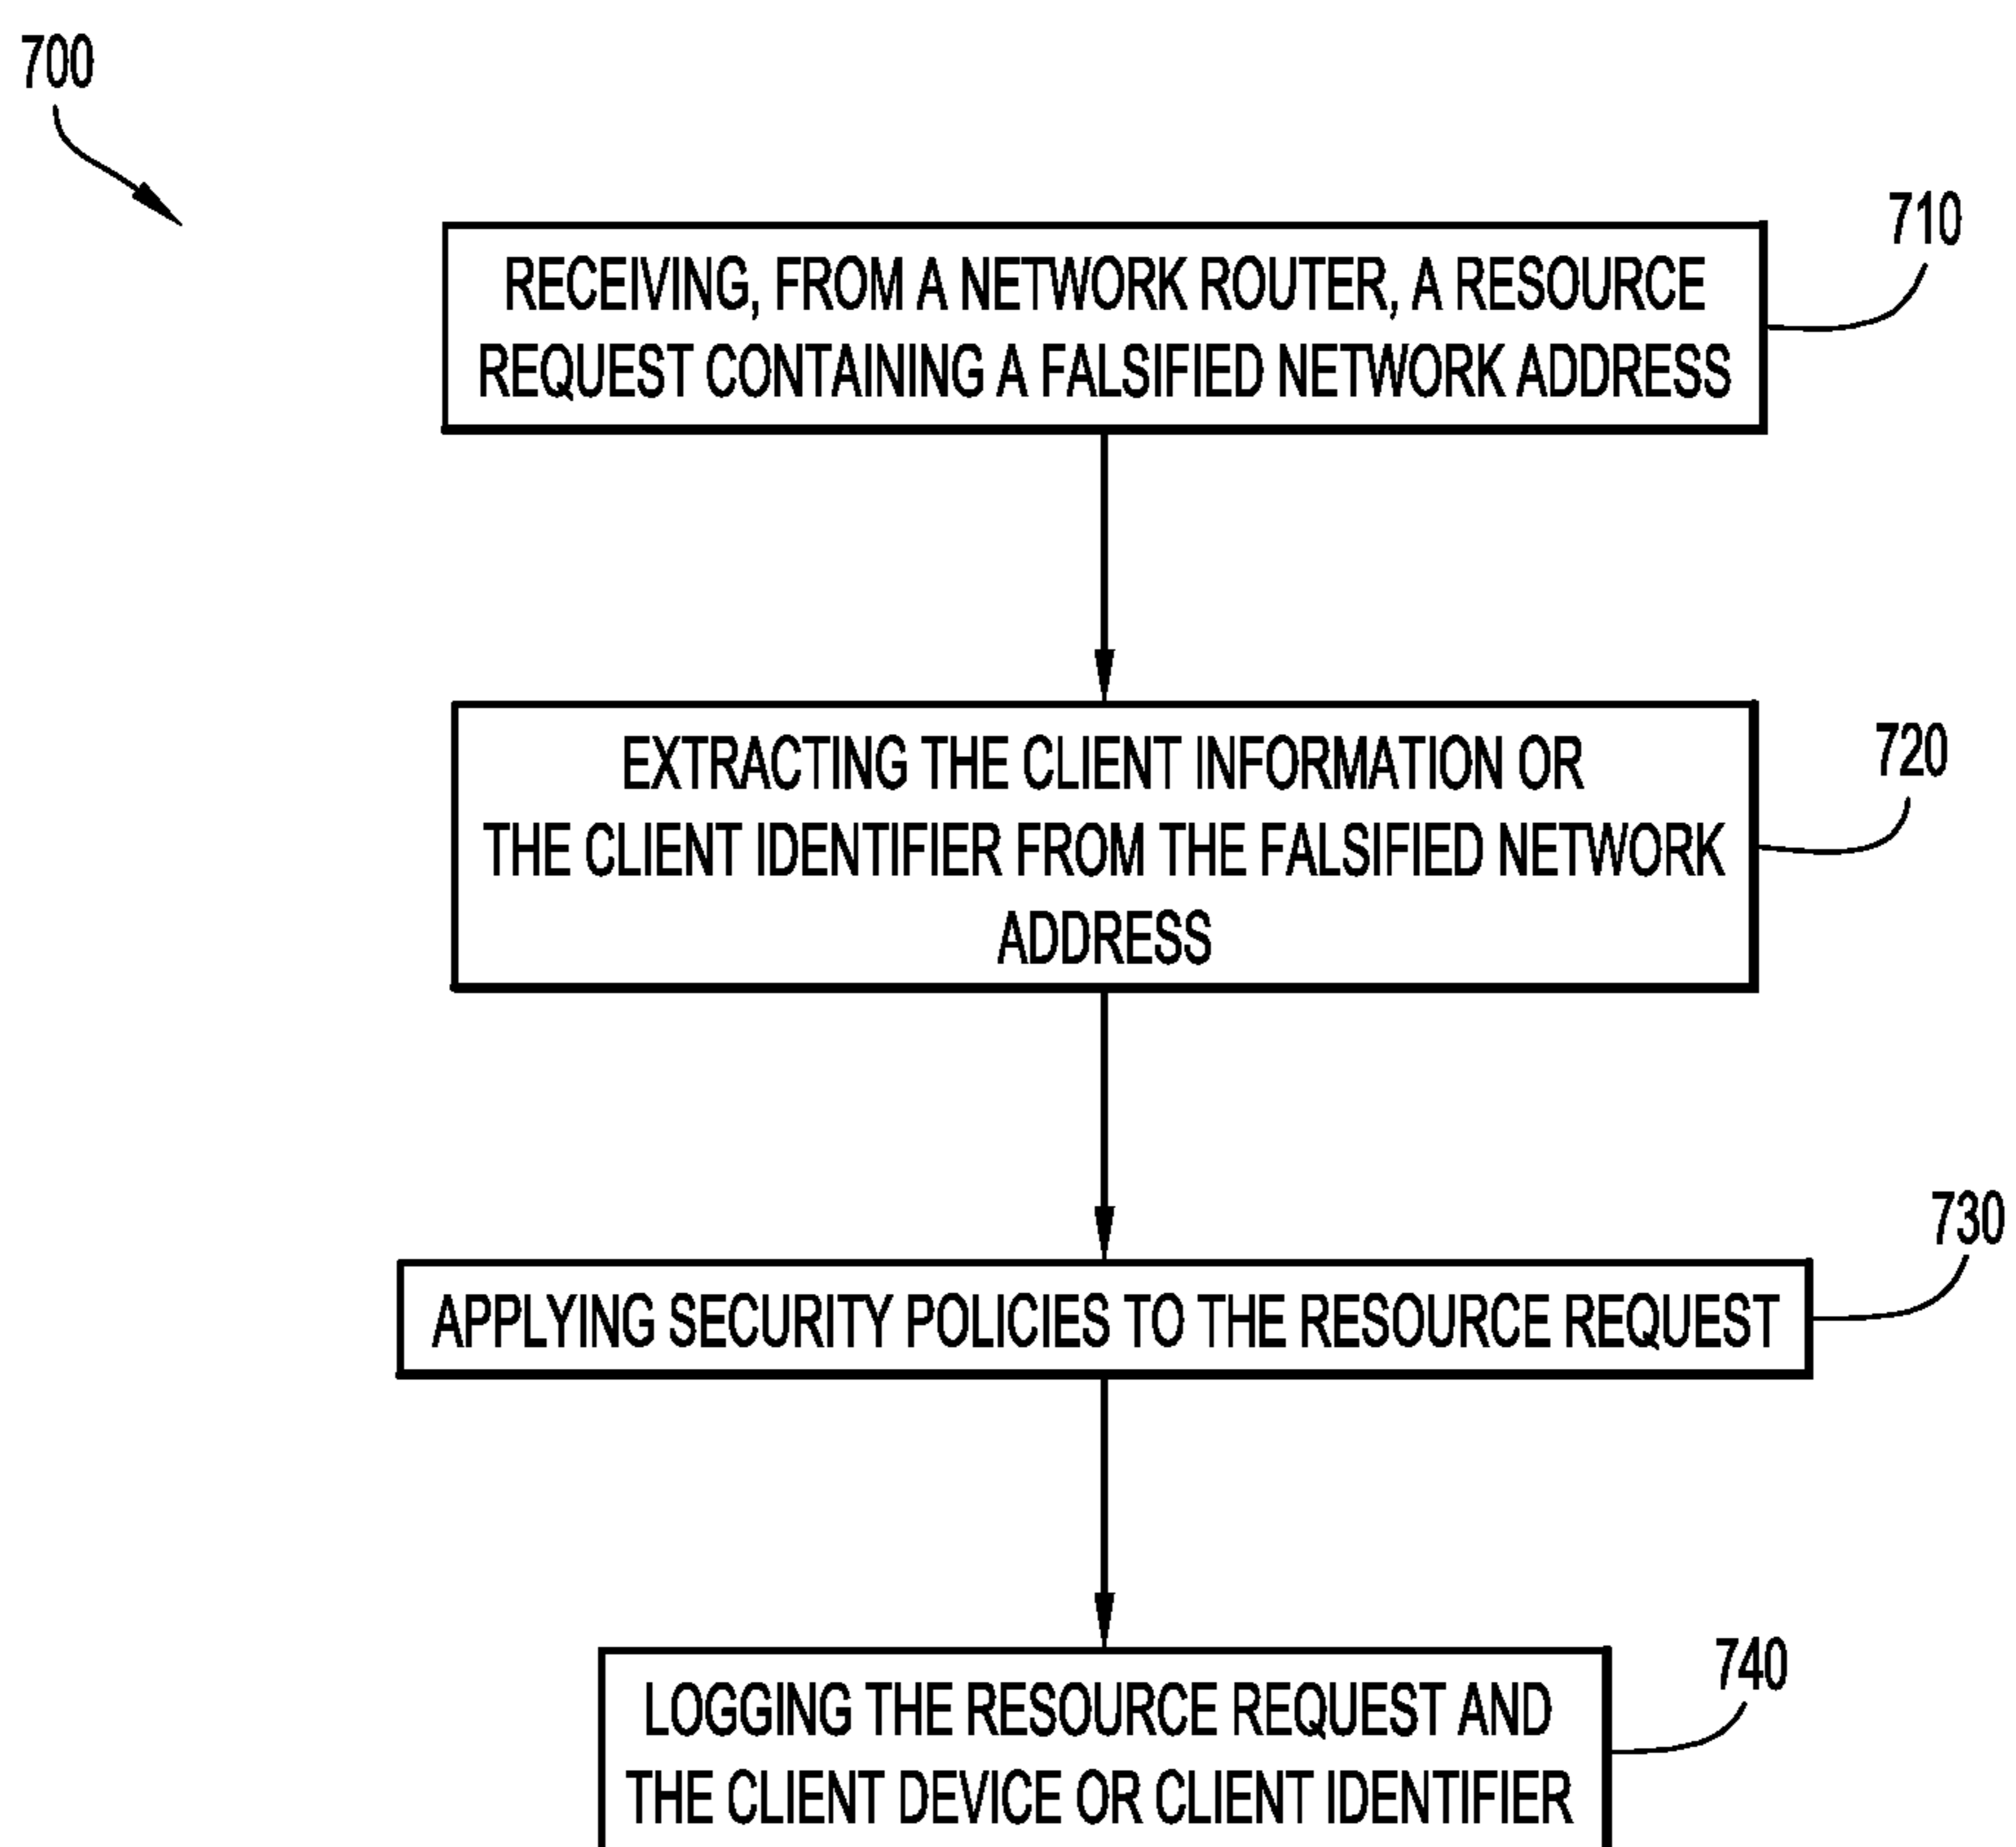 700
710
RECEIVING, FROM A NETWORK ROUTER, A RESOURCE
REQUEST CONTAINING A FALSIFIED NETWORK ADDRESS
720
EXTRACTING THE CLIENT INFORMATION OR
THE CLIENT IDENTIFIER FROM THE FALSIFIED NETWORK
ADDRESS
730
APPLYING SECURITY POLICIES TO THE RESOURCE REQUEST
740
LOGGING THE RESOURCE REQUEST AND
THE CLIENT DEVICE OR CLIENT IDENTIFIER